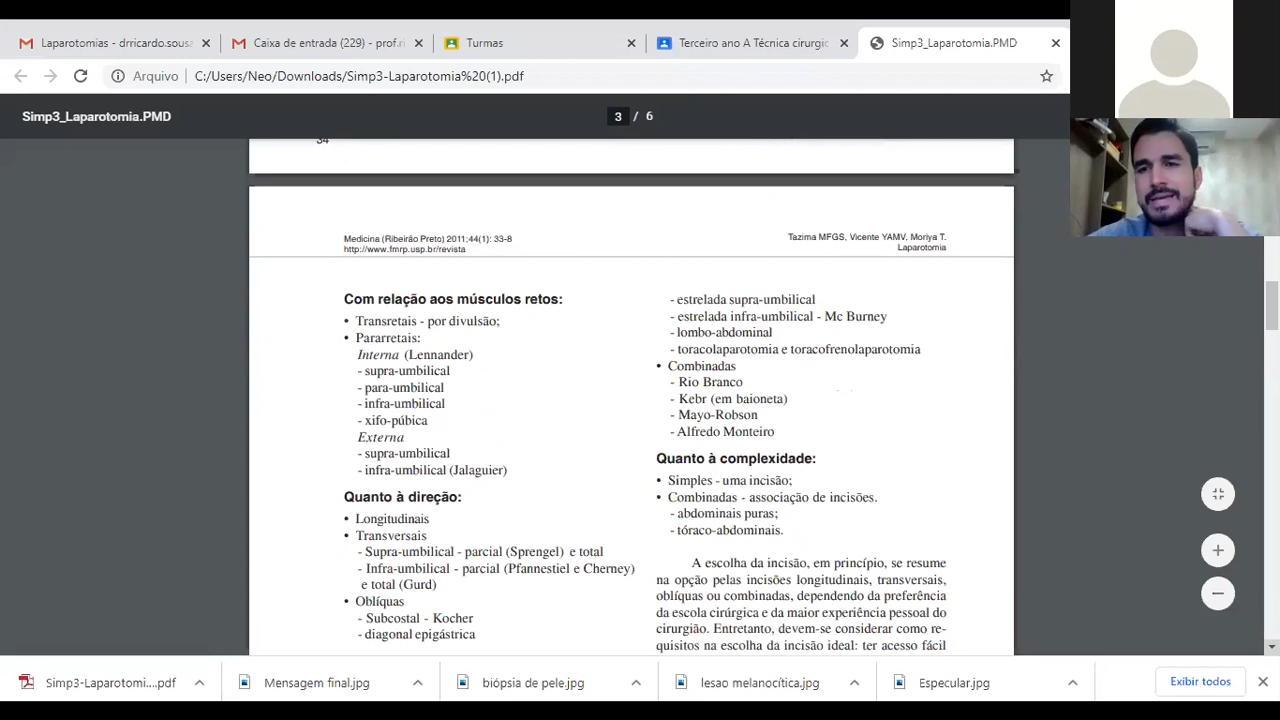 Laparotomias - drricardo.sous
Caixa de entrada (229) - prof.ri
Turmas
Terceiro ano A Técnica cirurgic
Simp3_Laparotomia.PMD
Arquivo
C:/Users/Neo/Downloads/Simp3-Laparotomia%20(1).pdf
Simp3_Laparotomia.PMD
3 / 6
34
Medicina (Ribeirão Preto) 2011;44(1): 33-8
http://www.fmrp.usp.br/revista
Tazima MFGS, Vicente YAMV, Moriya T.
Laparotomia
Com relação aos músculos retos:
• Transretais - por divulsão;
• Pararretais:
Interna (Lennander)
- supra-umbilical
- para-umbilical
- infra-umbilical
- xifo-púbica
Externa
- supra-umbilical
- infra-umbilical (Jalaguier)
Quanto à direção:
• Longitudinais
• Transversais
- Supra-umbilical - parcial (Sprengel) e total
- Infra-umbilical - parcial (Pfannestiel e Cherney)
e total (Gurd)
• Oblíquas
- Subcostal - Kocher
- diagonal epigástrica
- estrelada supra-umbilical
- estrelada infra-umbilical - Mc Burney
- lombo-abdominal
- toracolaparotomia e toracofrenolaparotomia
• Combinadas
- Rio Branco
- Kebr (em baioneta)
- Mayo-Robson
- Alfredo Monteiro
Quanto à complexidade:
• Simples - uma incisão;
• Combinadas - associação de incisões.
- abdominais puras;
- tóraco-abdominais.
A escolha da incisão, em princípio, se resume
na opção pelas incisões longitudinais, transversais,
oblíquas ou combinadas, dependendo da preferência
da escola cirúrgica e da maior experiência pessoal do
cirurgião. Entretanto, devem-se considerar como re-
quisitos na escolha da incisão ideal: ter acesso fácil
Simp3-Laparotomi....pdf
Mensagem final.jpg
biópsia de pele.jpg
lesao melanocítica.jpg
Especular.jpg
Exibir todos